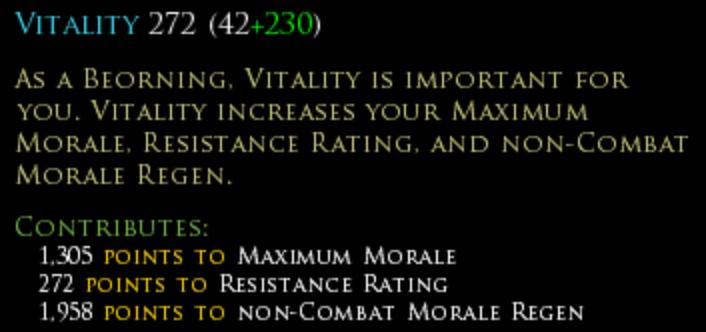 Vitality 272 (42+230)
As a Beorning, Vitality is important for
you. Vitality increases your Maximum
Morale, Resistance Rating, and non-Combat
Morale Regen.
Contributes:
1,305 points to Maximum Morale
272 points to Resistance Rating
1,958 points to non-Combat Morale Regen